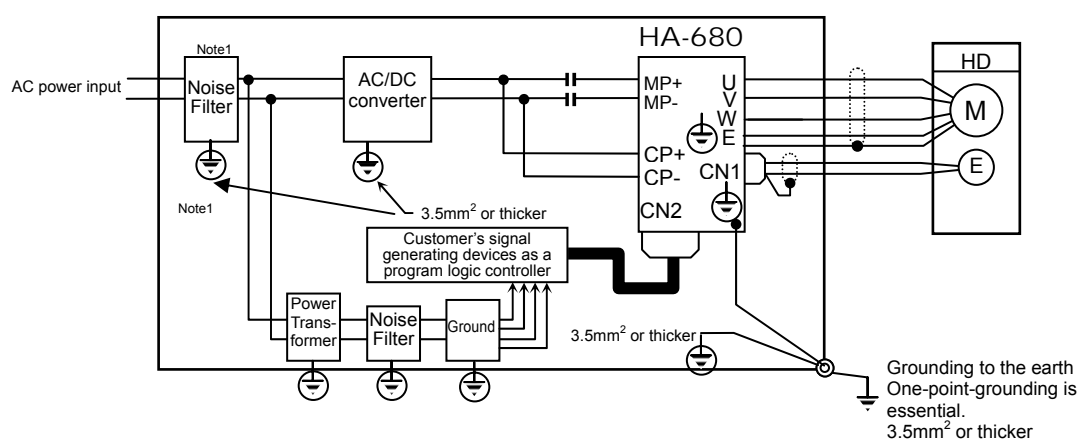 HA-680
Note1
HD
AC power input
Noise
Filter
AC/DC
converter
MP+
MP-
U
V
W
E
M
CP+
CP-
CN1
E
CN2
Note1
3.5mm² or thicker
Customer's signal
generating devices as a
program logic controller
Power
Trans-
former
Noise
Filter
Ground
3.5mm² or thicker
Grounding to the earth
One-point-grounding is
essential.
3.5mm² or thicker